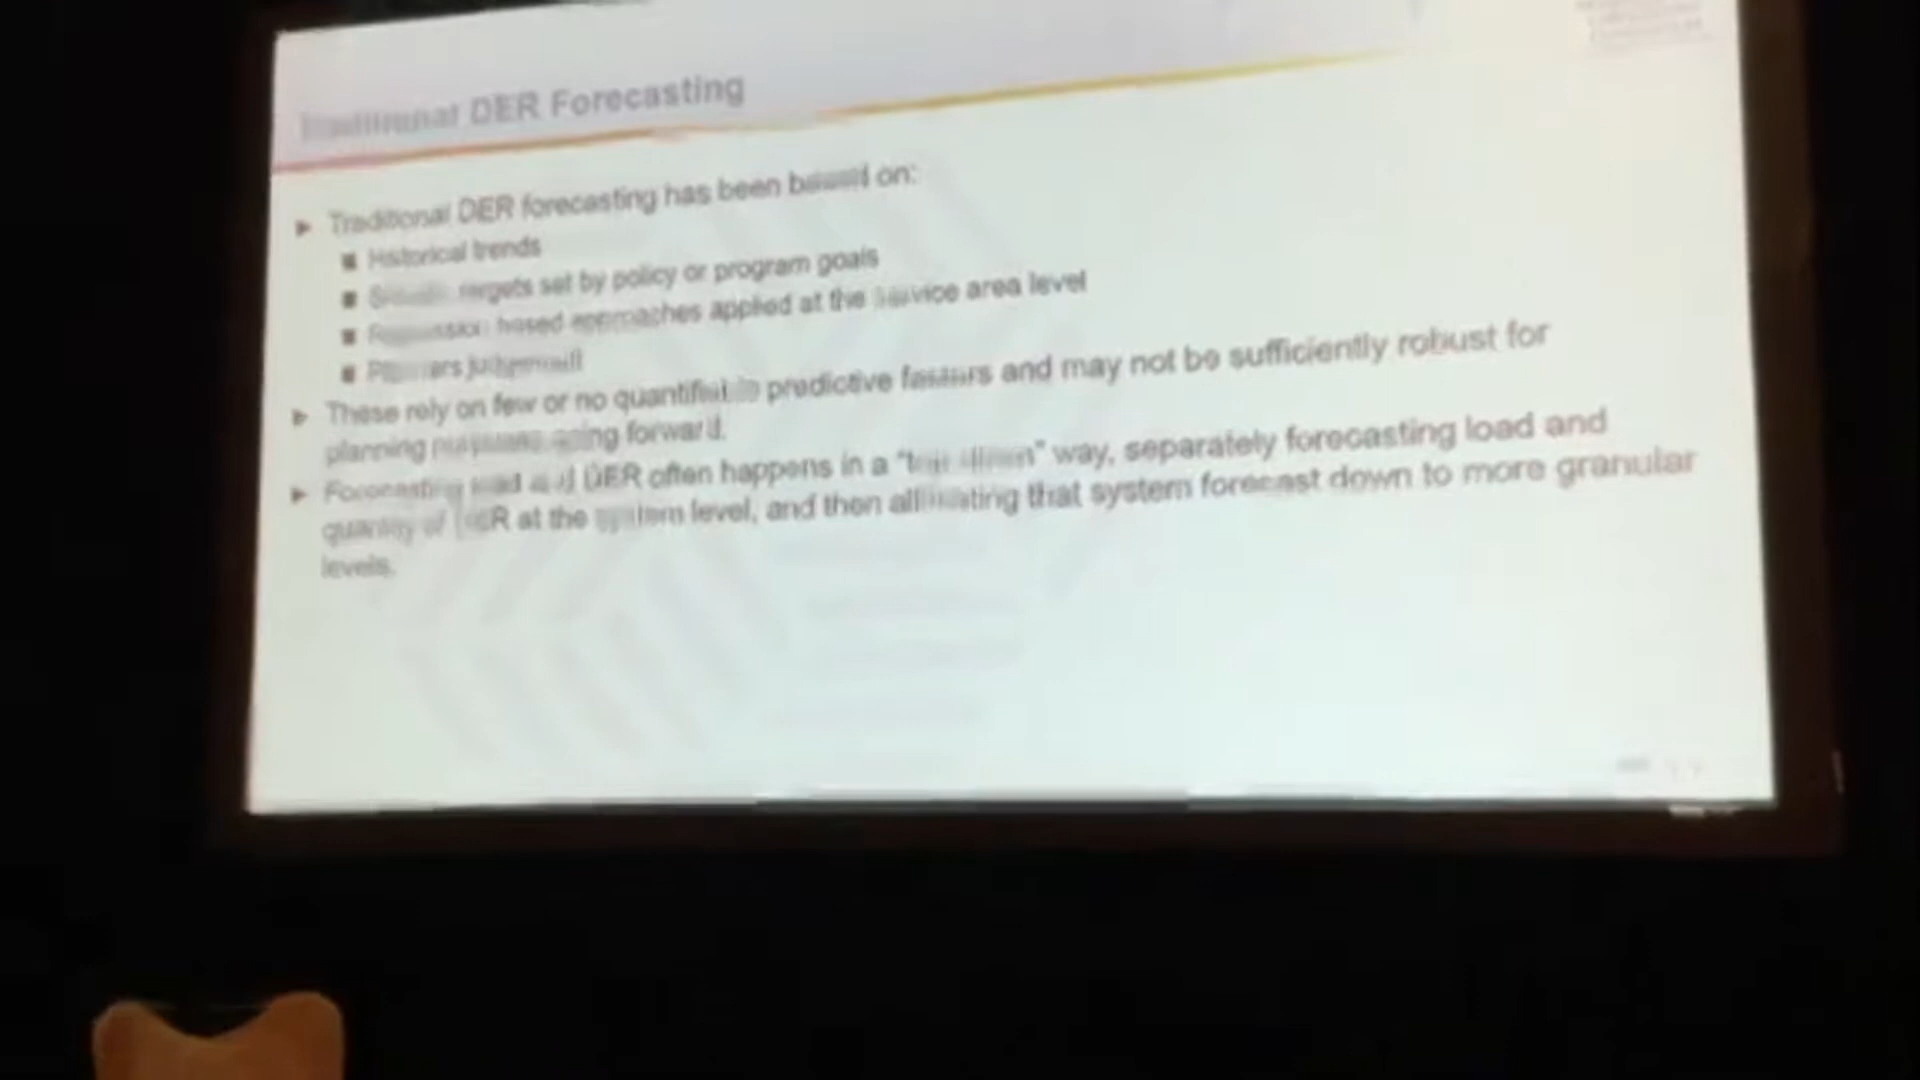 Traditional DER Forecasting
Traditional DER forecasting has been based on:
Historical trends
targets set by policy or program goals
based approaches applied at the service area level
These rely on few or no quantifiable predictive factors and may not be sufficiently robust for
planning purposes going forward.
Forecasting load and DER often happens in a "top down" way, separately forecasting load and
quantity of DER at the system level, and then allocating that system forecast down to more granular
levels.